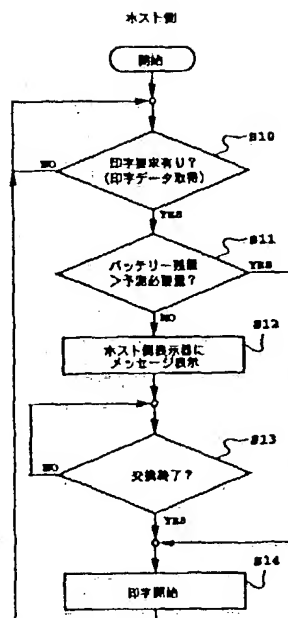 ホスト側
開始
S10
印字要求有り?
(印字データ取得)
NO
YES
S11
バッテリー残量
>予測必要量?
YES
NO
S12
ホスト側表示器に
メッセージ表示
S13
NO
交換終了?
YES
S14
印字開始